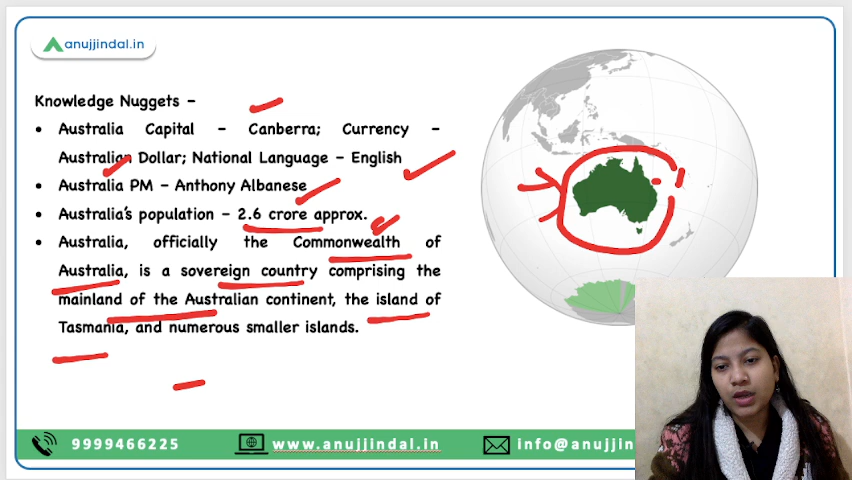 anujjindal.in
Knowledge Nuggets –
• Australia Capital – Canberra; Currency –
Australian Dollar; National Language – English
• Australia PM – Anthony Albanese
• Australia's population – 2.6 crore approx.
• Australia, officially the Commonwealth of
Australia, is a sovereign country comprising the
mainland of the Australian continent, the island of
Tasmania, and numerous smaller islands.
9999466225
www.anujjindal.in
info@anujjin